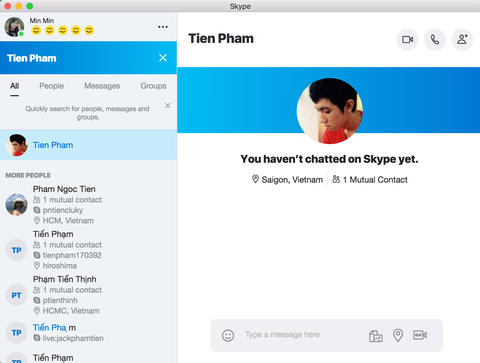 Skype
Min Min
Tien Pham
All People Messages Groups
Quickly search for people, messages and
groups.
Tien Pham
MORE PEOPLE
Pham Ngoc Tien
1 mutual contact
pntiencluky
HCM, Vietnam
TP
Tiến Phạm
1 mutual contact
tienpham170392
hiroshima
PT
Phạm Tiến Thịnh
1 mutual contact
ptienthinh
HCMC, Vietnam
TP
Tiến Phạ m
live:jackphamtien
TP
Tiến Phạm
Tien Pham
You haven't chatted on Skype yet.
Saigon, Vietnam 1 Mutual Contact
Type a message here